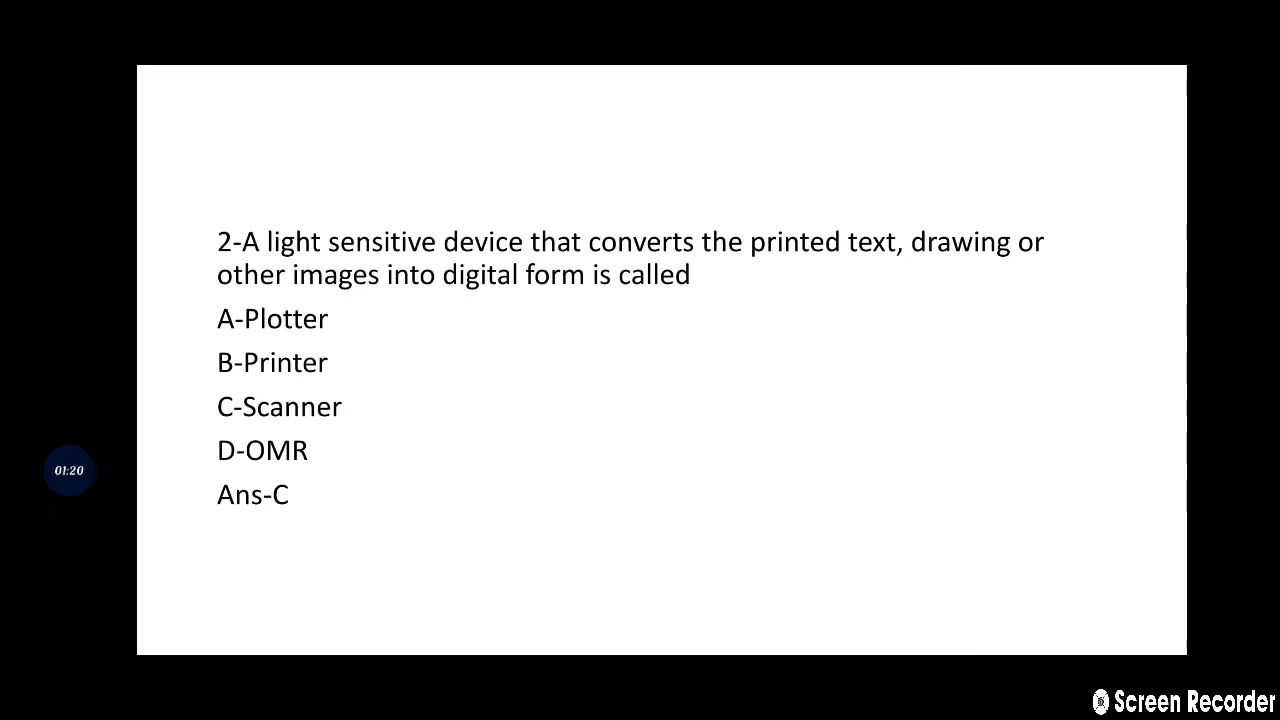 2-A light sensitive device that converts the printed text, drawing or
other images into digital form is called
A-Plotter
B-Printer
C-Scanner
D-OMR
Ans-C
01:20
Screen Recorder